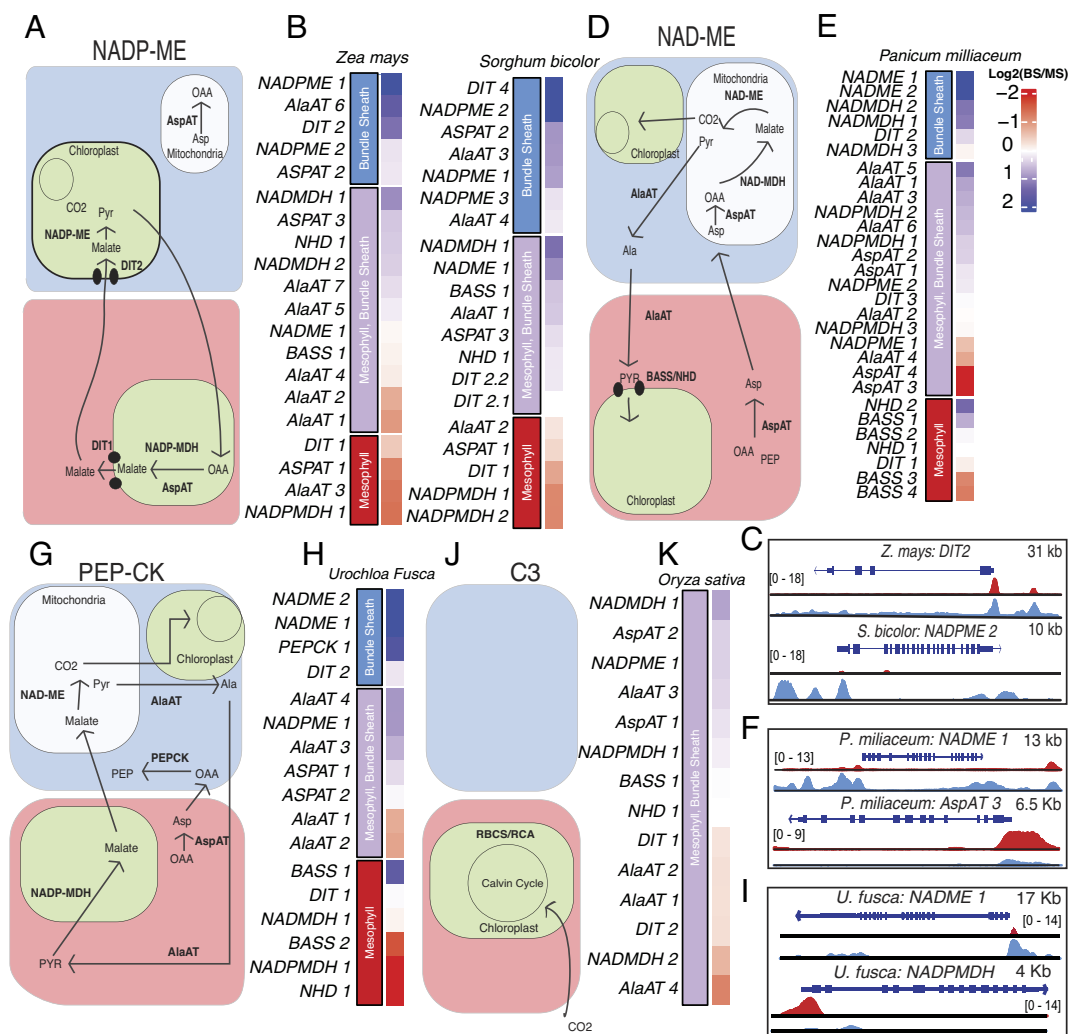 A
NADP-ME
OAA
AspAT
Asp
Mitochondria
Chloroplast
CO2
Pyr
NADP-ME
Malate
DIT2
DIT1
NADP-MDH
Malate
Malate
OAA
AspAT
B
Zea mays
NADPME 1
AlaAT 6
DIT 2
NADPME 2
ASPAT 2
Bundle Sheath
NADMDH 1
ASPAT 3
NHD 1
NADMDH 2
AlaAT 7
AlaAT 5
NADME 1
BASS 1
AlaAT 4
AlaAT 2
AlaAT 1
Mesophyll, Bundle Sheath
DIT 1
ASPAT 1
AlaAT 3
NADPMDH 1
Mesophyll
Sorghum bicolor
DIT 4
NADPME 2
ASPAT 2
AlaAT 3
NADPME 1
NADPME 3
AlaAT 4
Bundle Sheath
NADMDH 1
NADME 1
BASS 1
AlaAT 1
ASPAT 3
NHD 1
DIT 2.2
DIT 2.1
Mesophyll, Bundle Sheath
AlaAT 2
ASPAT 1
DIT 1
NADPMDH 1
NADPMDH 2
Mesophyll
D
NAD-ME
Mitochondria
NAD-ME
CO2
Malate
Pyr
Chloroplast
NAD-MDH
AlaAT
OAA
AspAT
Asp
Ala
AlaAT
PYR
BASS/NHD
Asp
AspAT
OAA
PEP
Chloroplast
E
Panicum miliaceum
NADME 1
NADME 2
NADMDH 2
NADMDH 1
DIT 2
NADMDH 3
Bundle Sheath
AlaAT 5
AlaAT 1
AlaAT 3
NADPMDH 2
AlaAT 6
NADPMDH 1
AspAT 2
AspAT 1
NADPME 2
DIT 3
AlaAT 2
NADPMDH 3
NADPME 1
AlaAT 4
AspAT 4
AspAT 3
Mesophyll, Bundle Sheath
NHD 2
BASS 1
BASS 2
NHD 1
DIT 1
BASS 3
BASS 4
Mesophyll
Log2(BS/MS)
−2
−1
0
1
2
C
Z. mays: DIT2
31 kb
[0 - 18]
S. bicolor: NADPME 2
10 kb
[0 - 18]
F
P. miliaceum: NADME 1
13 kb
[0 - 13]
P. miliaceum: AspAT 3
6.5 Kb
[0 - 9]
G
PEP-CK
Mitochondria
Chloroplast
CO2
NAD-ME
Pyr
Ala
AlaAT
Malate
PEPCK
PEP
OAA
Asp
AspAT
OAA
Malate
NADP-MDH
AlaAT
PYR
H
Urochloa Fusca
NADME 2
NADME 1
PEPCK 1
DIT 2
Bundle Sheath
AlaAT 4
NADPME 1
AlaAT 3
ASPAT 1
ASPAT 2
AlaAT 1
AlaAT 2
Mesophyll, Bundle Sheath
BASS 1
DIT 1
NADMDH 1
BASS 2
NADPMDH 1
NHD 1
Mesophyll
J
C3
RBCS/RCA
Calvin Cycle
Chloroplast
CO2
K
Oryza sativa
NADMDH 1
AspAT 2
NADPME 1
AlaAT 3
AspAT 1
NADPMDH 1
BASS 1
NHD 1
DIT 1
AlaAT 2
AlaAT 1
DIT 2
NADMDH 2
AlaAT 4
Mesophyll, Bundle Sheath
I
U. fusca: NADME 1
17 Kb
[0 - 14]
U. fusca: NADPMDH
4 Kb
[0 - 14]